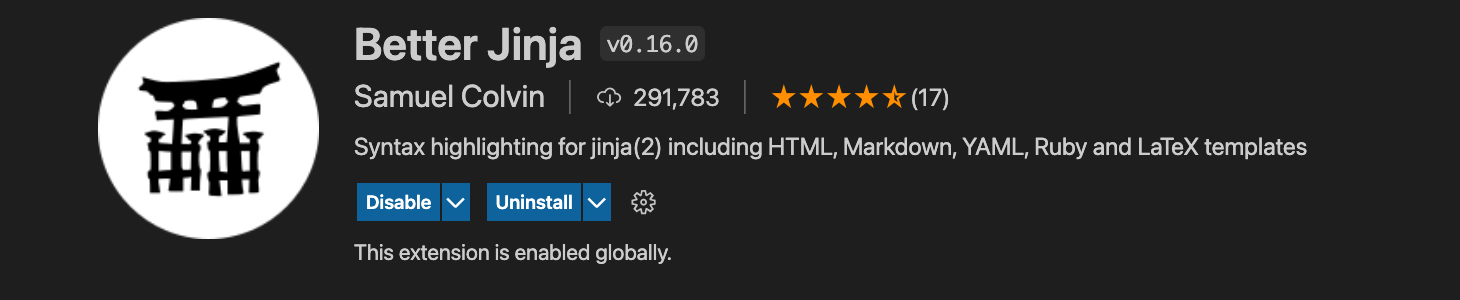 Better Jinja v0.16.0
Samuel Colvin 291,783 (17)
Syntax highlighting for jinja(2) including HTML, Markdown, YAML, Ruby and LaTeX templates
Disable Uninstall
This extension is enabled globally.